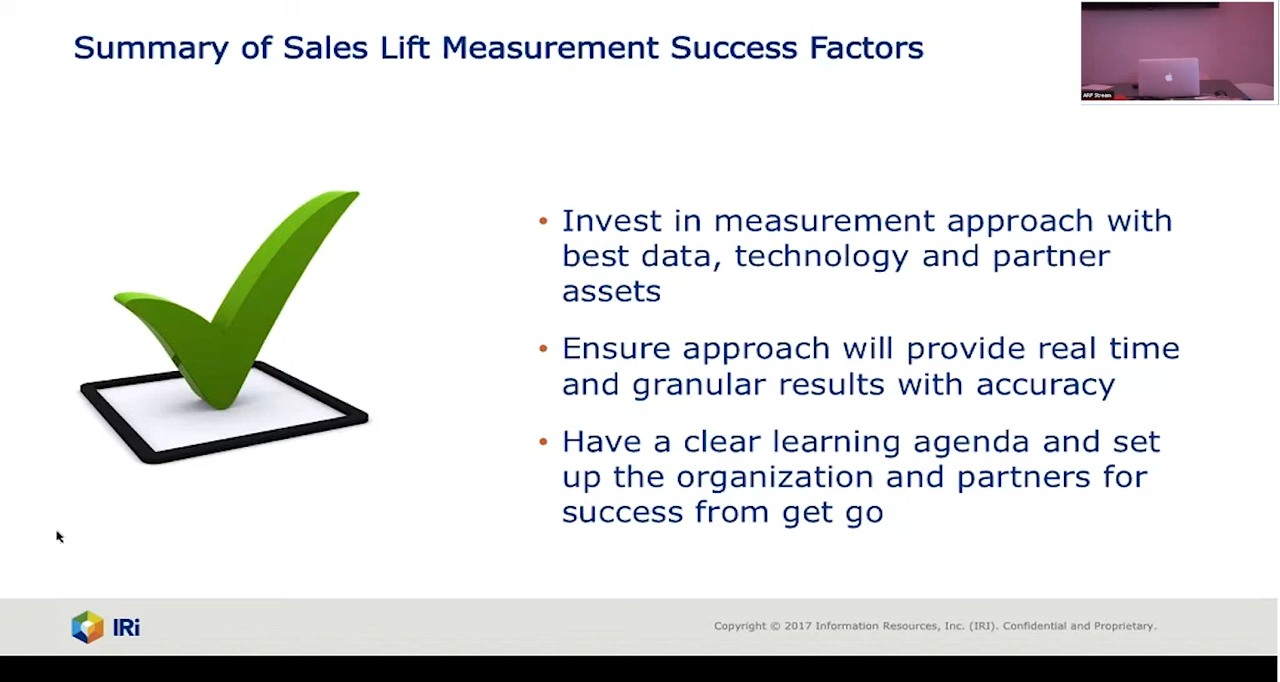 Summary of Sales Lift Measurement Success Factors
ARF Stream
• Invest in measurement approach with
best data, technology and partner
assets
• Ensure approach will provide real time
and granular results with accuracy
• Have a clear learning agenda and set
up the organization and partners for
success from get go
IRi
Copyright © 2017 Information Resources, Inc. (IRI). Confidential and Proprietary.